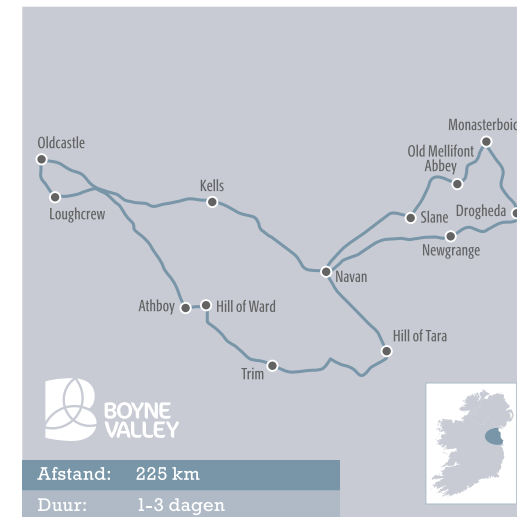 Monasterboic
Oldcastle
Old Mellifont
Abbey
Kells
Loughcrew
Slane
Drogheda
Newgrange
Navan
Athboy
Hill of Ward
Hill of Tara
Trim
BOYNE
VALLEY
Afstand: 225 km
Duur: 1-3 dagen